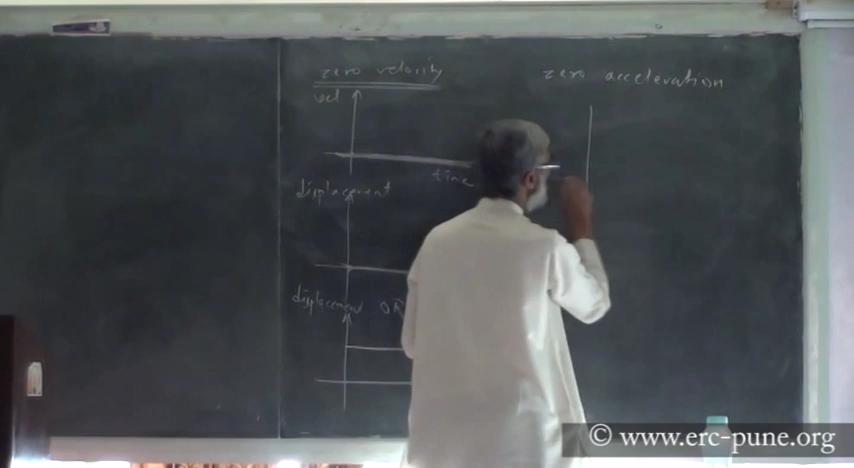 zero velocity
vel
time
displacement
displacement OR
zero acceleration
© www.erc-pune.org